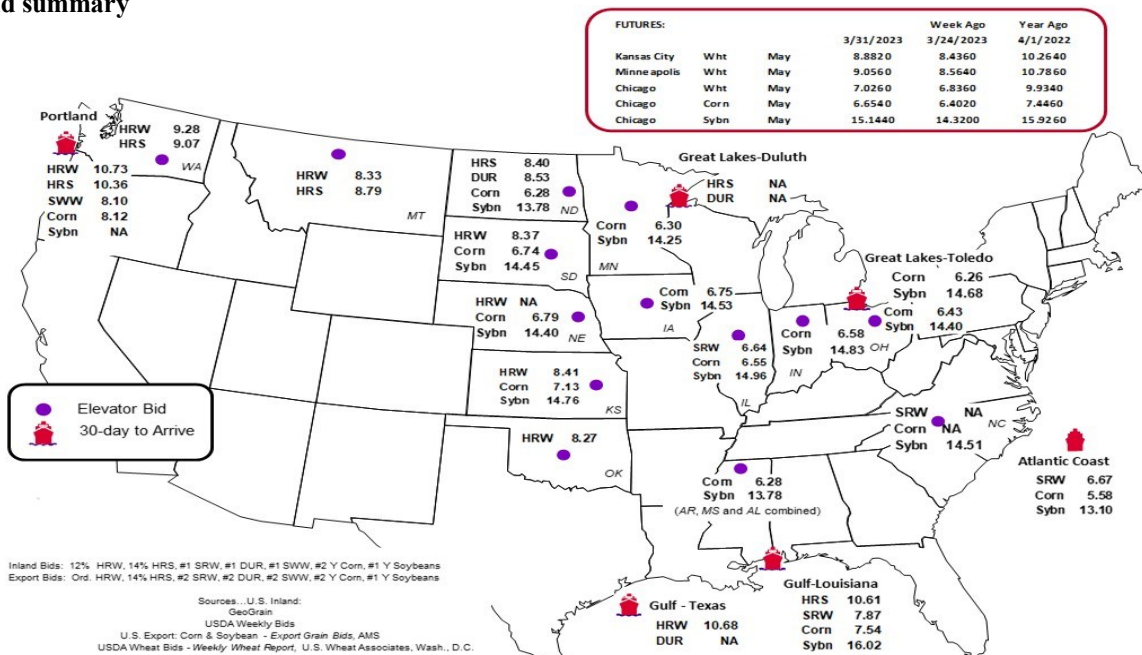 d summary
FUTURES: Week Ago Year Ago
3/31/2023 3/24/2023 4/1/2022
Kansas City Wht May 8.8820 8.4360 10.2640
Minneapolis Wht May 9.0560 8.5640 10.7860
Chicago Wht May 7.0260 6.8360 9.9340
Chicago Corn May 6.6540 6.4020 7.4460
Chicago Sybn May 15.1440 14.3200 15.9260
Portland
HRW 10.73
HRS 10.36
SWW 8.10
Corn 8.12
Sybn NA
HRW 9.28
HRS 9.07
WA
HRW 8.33
HRS 8.79
MT
HRS 8.40
DUR 8.53
Corn 6.28
Sybn 13.78
ND
HRW 8.37
Corn 6.74
Sybn 14.45
SD
HRW NA
Corn 6.79
Sybn 14.40
NE
HRW 8.41
Corn 7.13
Sybn 14.76
KS
HRW 8.27
OK
Corn 6.30
Sybn 14.25
MN
Great Lakes-Duluth
HRS NA
DUR NA
Corn 6.75
Sybn 14.53
IA
SRW 6.64
Corn 6.55
Sybn 14.96
IL
Corn 6.58
Sybn 14.83
IN
Great Lakes-Toledo
Corn 6.26
Sybn 14.68
Corn 6.43
Sybn 14.40
OH
SRW NA
Corn NA
Sybn 14.51
NC
Atlantic Coast
SRW 6.67
Corn 5.58
Sybn 13.10
Corn 6.28
Sybn 13.78
(AR, MS and AL combined)
Gulf-Louisiana
HRS 10.61
SRW 7.87
Corn 7.54
Sybn 16.02
Gulf - Texas
HRW 10.68
DUR NA
Elevator Bid
30-day to Arrive
Inland Bids: 12% HRW, 14% HRS, #1 SRW, #1 DUR, #1 SWW, #2 Y Corn, #1 Y Soybeans
Export Bids: Ord. HRW, 14% HRS, #2 SRW, #2 DUR, #2 SWW, #2 Y Corn, #1 Y Soybeans
Sources...U.S. Inland:
GeoGrain
USDA Weekly Bids
U.S. Export: Corn & Soybean - Export Grain Bids, AMS
USDA Wheat Bids - Weekly Wheat Report, U.S. Wheat Associates, Wash., D.C.